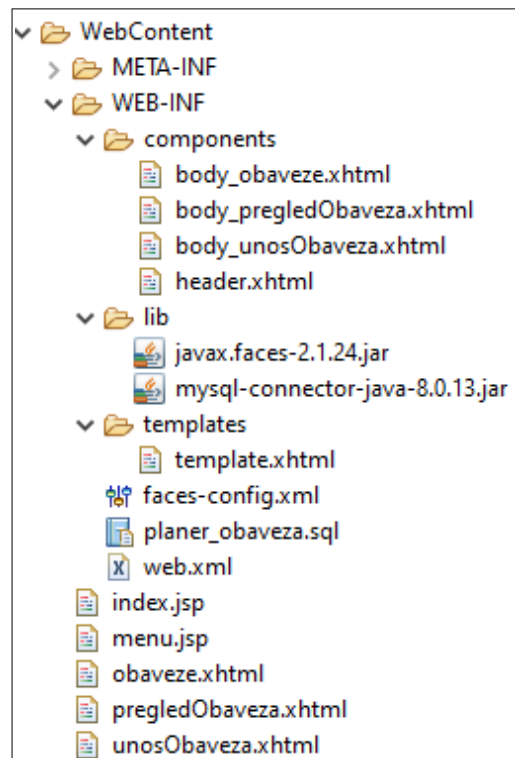 WebContent
META-INF
WEB-INF
components
body_obaveze.xhtml
body_pregledObaveza.xhtml
body_unosObaveza.xhtml
header.xhtml
lib
javax.faces-2.1.24.jar
mysql-connector-java-8.0.13.jar
templates
template.xhtml
faces-config.xml
planer_obaveza.sql
web.xml
index.jsp
menu.jsp
obaveze.xhtml
pregledObaveza.xhtml
unosObaveza.xhtml